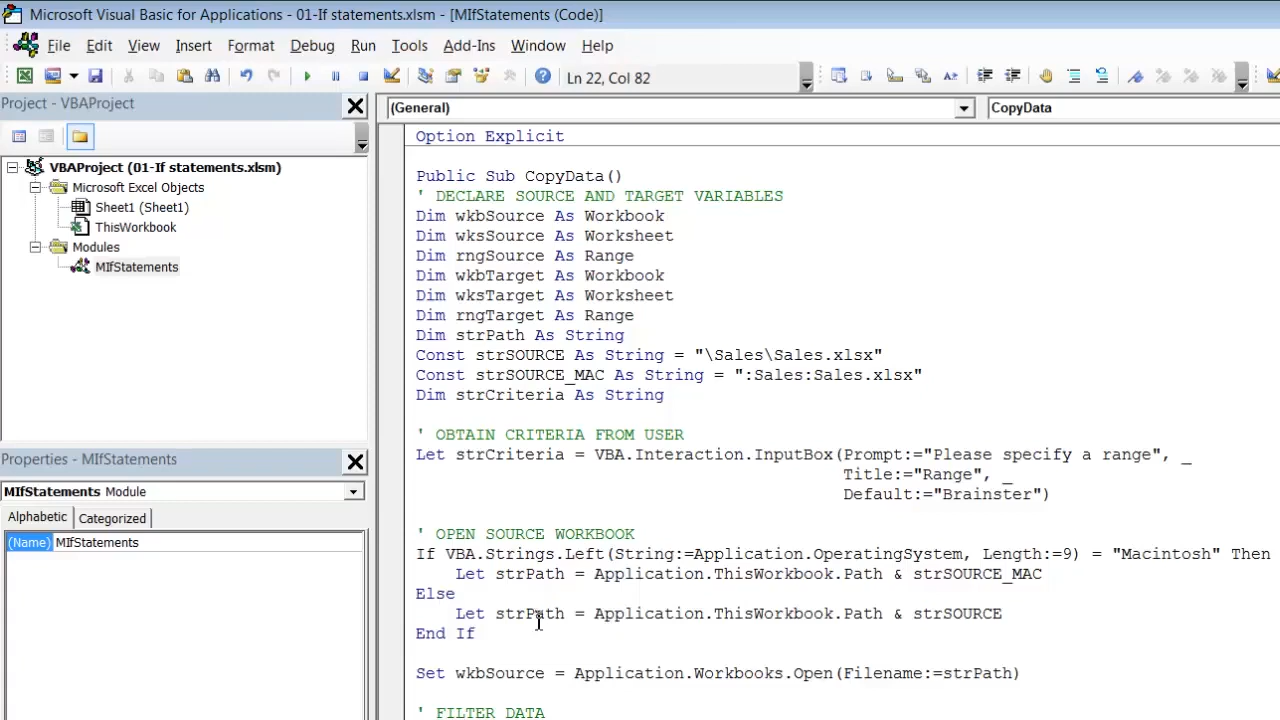 Microsoft Visual Basic for Applications - 01-If statements.xlsm - [MIfStatements (Code)]
File Edit View Insert Format Debug Run Tools Add-Ins Window Help
Ln 22, Col 82
Project - VBAProject
(General) CopyData
VBAProject (01-If statements.xlsm)
Microsoft Excel Objects
Sheet1 (Sheet1)
ThisWorkbook
Modules
MIfStatements
Properties - MIfStatements
MIfStatements Module
Alphabetic Categorized
(Name) MIfStatements
Option Explicit
Public Sub CopyData()
' DECLARE SOURCE AND TARGET VARIABLES
Dim wkbSource As Workbook
Dim wksSource As Worksheet
Dim rngSource As Range
Dim wkbTarget As Workbook
Dim wksTarget As Worksheet
Dim rngTarget As Range
Dim strPath As String
Const strSOURCE As String = "\Sales\Sales.xlsx"
Const strSOURCE_MAC As String = ":Sales:Sales.xlsx"
Dim strCriteria As String
' OBTAIN CRITERIA FROM USER
Let strCriteria = VBA.Interaction.InputBox(Prompt:="Please specify a range", _
Title:="Range", _
Default:="Brainster")
' OPEN SOURCE WORKBOOK
If VBA.Strings.Left(String:=Application.OperatingSystem, Length:=9) = "Macintosh" Then
Let strPath = Application.ThisWorkbook.Path & strSOURCE_MAC
Else
Let strPath = Application.ThisWorkbook.Path & strSOURCE
End If
Set wkbSource = Application.Workbooks.Open(Filename:=strPath)
' FILTER DATA